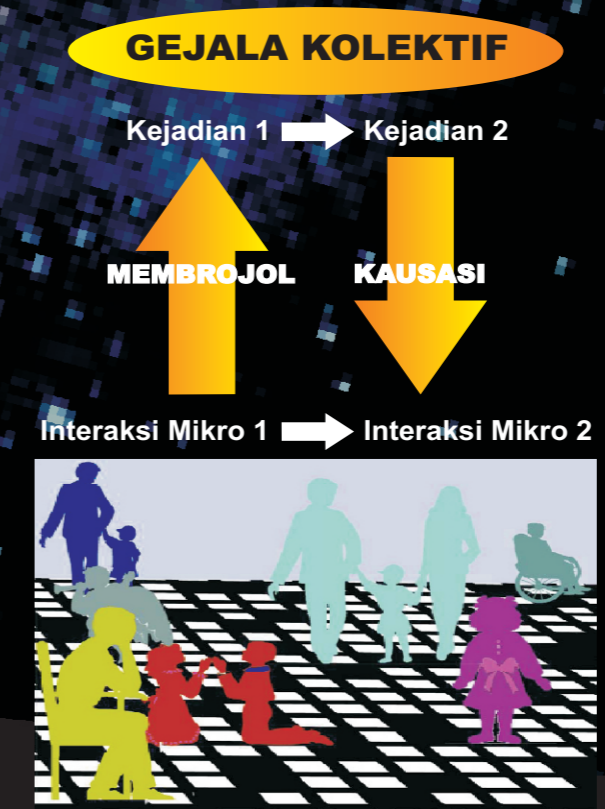 GEJALA KOLEKTIF
Kejadian 1 Kejadian 2
MEMBROJOL KAUSASI
Interaksi Mikro 1 Interaksi Mikro 2